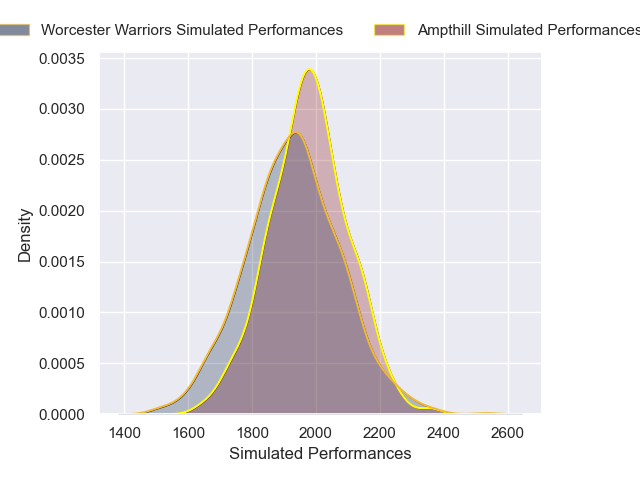 Worcester Warriors Simulated Performances Ampthill Simulated Performances
0.0035
0.0030
0.0025
0.0020
0.0015
0.0010
0.0005
0.0000
Density
1400 1600 1800 2000 2200 2400 2600
Simulated Performances